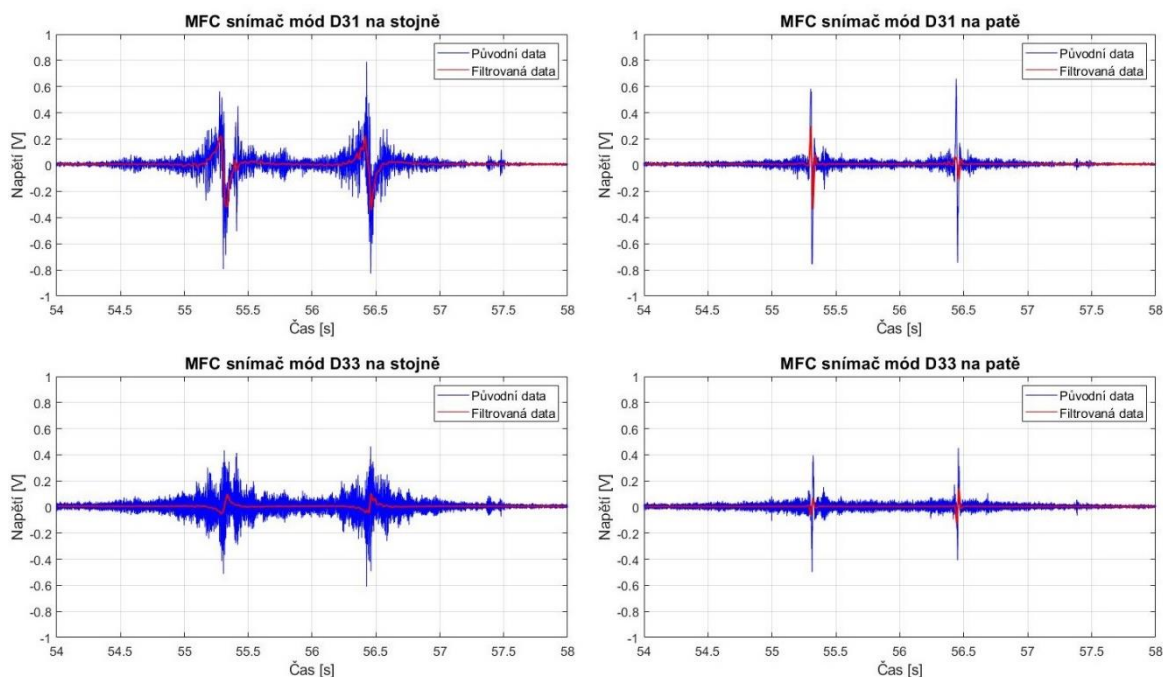 MFC snímač mód D31 na stojně
Napětí [V]
1
0.8
0.6
0.4
0.2
0
-0.2
-0.4
-0.6
-0.8
-1
Původní data
Filtrovaná data
54 54.5 55 55.5 56 56.5 57 57.5 58
Čas [s]
MFC snímač mód D31 na patě
Napětí [V]
1
0.8
0.6
0.4
0.2
0
-0.2
-0.4
-0.6
-0.8
-1
Původní data
Filtrovaná data
54 54.5 55 55.5 56 56.5 57 57.5 58
Čas [s]
MFC snímač mód D33 na stojně
Napětí [V]
1
0.8
0.6
0.4
0.2
0
-0.2
-0.4
-0.6
-0.8
-1
Původní data
Filtrovaná data
54 54.5 55 55.5 56 56.5 57 57.5 58
Čas [s]
MFC snímač mód D33 na patě
Napětí [V]
1
0.8
0.6
0.4
0.2
0
-0.2
-0.4
-0.6
-0.8
-1
Původní data
Filtrovaná data
54 54.5 55 55.5 56 56.5 57 57.5 58
Čas [s]